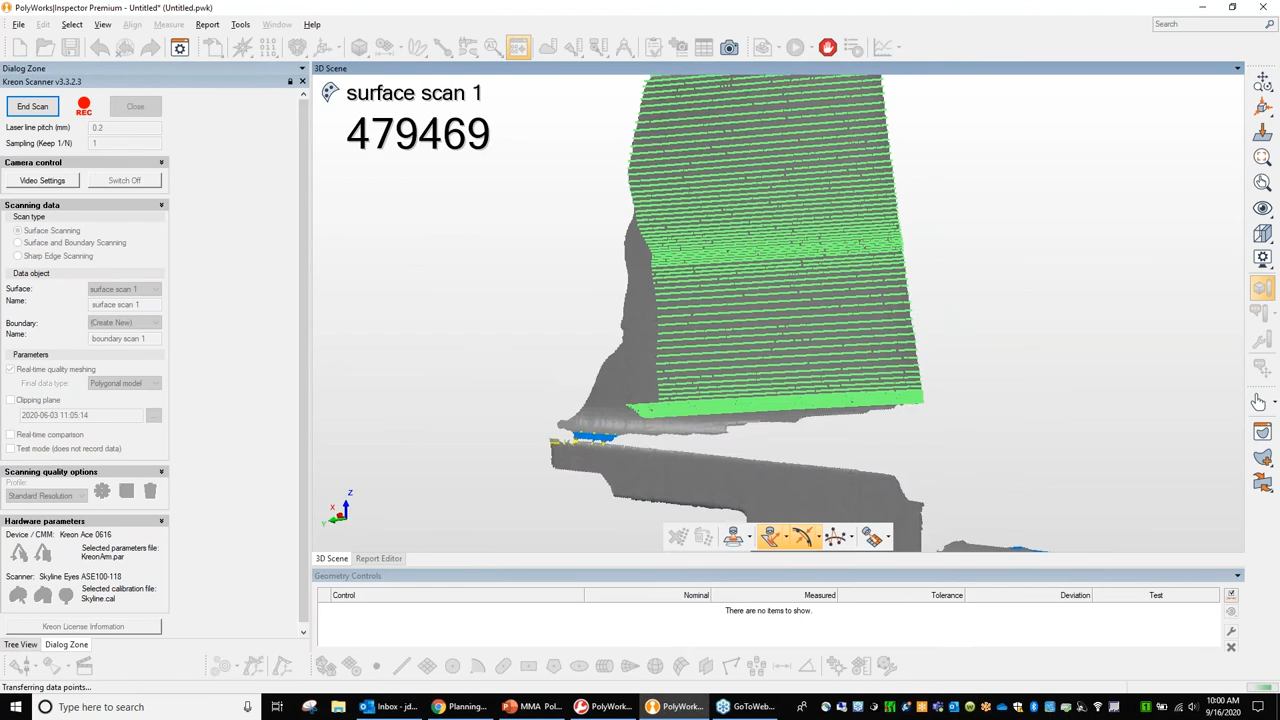 PolyWorks|Inspector Premium - Untitled* (Untitled.pwk)
File Edit Select View Align Measure Report Tools Window Help
Search
Dialog Zone
Kreon Scanner v3.3.2.3
End Scan
REC
Close
Laser line pitch (mm) 0.2
Sampling (Keep 1/N) 1
Camera control
Video Settings
Switch Off
Scanning data
Scan type
Surface Scanning
Surface and Boundary Scanning
Sharp Edge Scanning
Data object
Surface: surface scan 1
Name: surface scan 1
Boundary: (Create New)
Name: boundary scan 1
Parameters
Real-time quality meshing
Final data type: Polygonal model
Clipping plane
2020-06-03 11:05:14
...
Real-time comparison
Test mode (does not record data)
Scanning quality options
Profile:
Standard Resolution
Hardware parameters
Device / CMM: Kreon Ace 0616
Selected parameters file:
KreonArm.par
Scanner: Skyline Eyes ASE100-118
Selected calibration file:
Skyline.cal
Kreon License Information
Tree View
Dialog Zone
3D Scene
surface scan 1
479469
Z
X
Y
3D Scene
Report Editor
Geometry Controls
Control Nominal Measured Tolerance Deviation Test
There are no items to show.
Transferring data points...
Type here to search
Inbox - jd...
Planning...
MMA Pol...
PolyWork...
PolyWork...
GoToWeb...
10:00 AM
9/16/2020